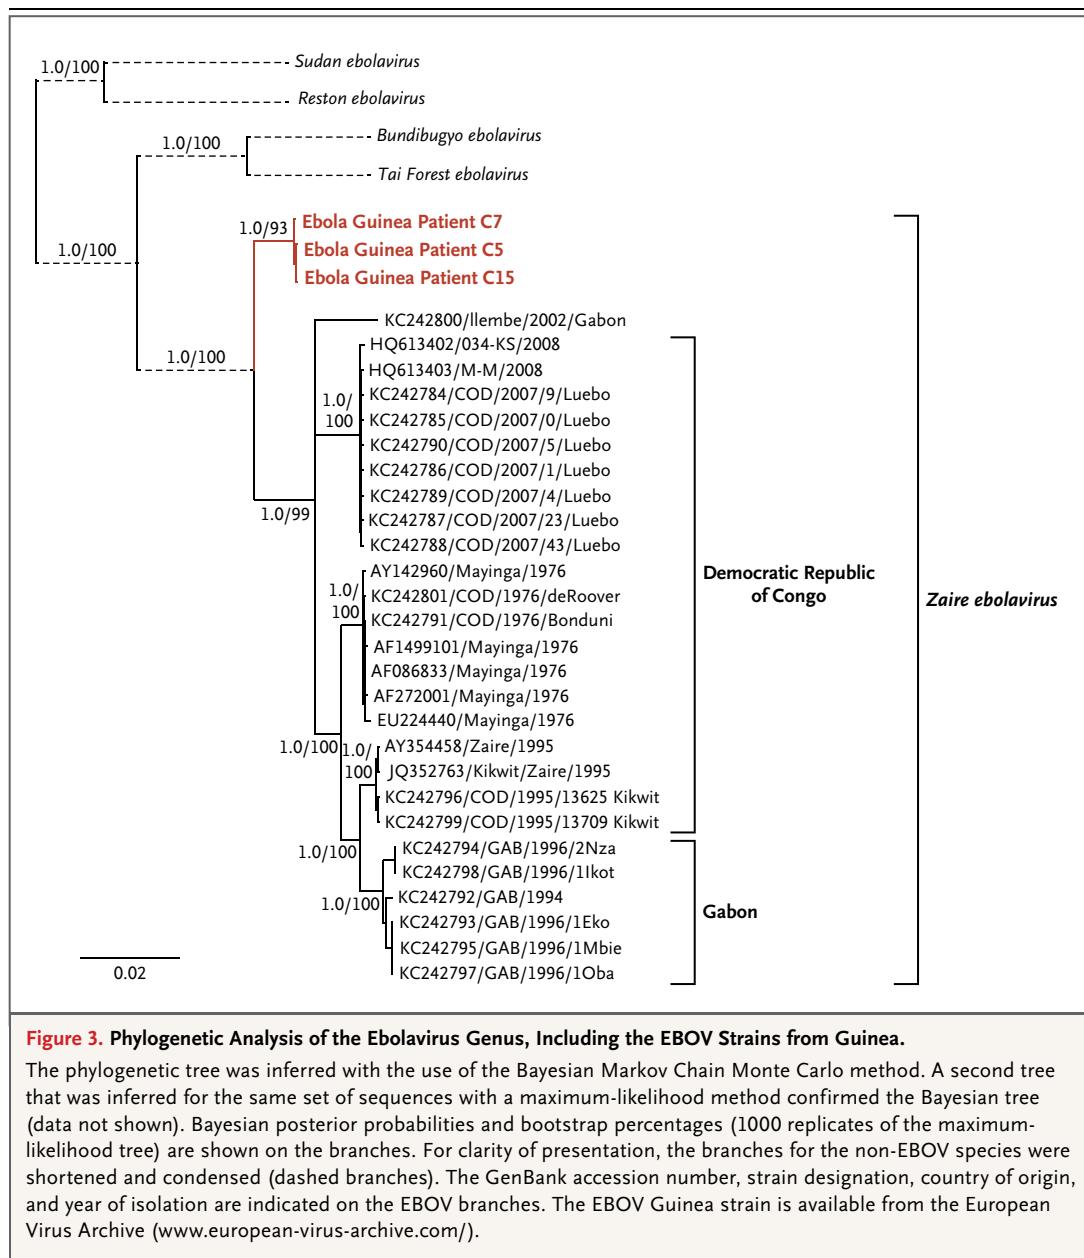 1.0/100
Sudan ebolavirus
Reston ebolavirus
1.0/100
Bundibugyo ebolavirus
Tai Forest ebolavirus
1.0/100
1.0/93
Ebola Guinea Patient C7
Ebola Guinea Patient C5
Ebola Guinea Patient C15
1.0/100
KC242800/llembe/2002/Gabon
HQ613402/034-KS/2008
HQ613403/M-M/2008
1.0/
100
KC242784/COD/2007/9/Luebo
KC242785/COD/2007/0/Luebo
KC242790/COD/2007/5/Luebo
KC242786/COD/2007/1/Luebo
KC242789/COD/2007/4/Luebo
KC242787/COD/2007/23/Luebo
KC242788/COD/2007/43/Luebo
1.0/99
AY142960/Mayinga/1976
1.0/
100
KC242801/COD/1976/deRoover
KC242791/COD/1976/Bonduni
AF1499101/Mayinga/1976
AF086833/Mayinga/1976
AF272001/Mayinga/1976
EU224440/Mayinga/1976
1.0/100
1.0/
100
AY354458/Zaire/1995
JQ352763/Kikwit/Zaire/1995
KC242796/COD/1995/13625 Kikwit
KC242799/COD/1995/13709 Kikwit
1.0/100
KC242794/GAB/1996/2Nza
KC242798/GAB/1996/1Ikot
1.0/100
KC242792/GAB/1994
KC242793/GAB/1996/1Eko
KC242795/GAB/1996/1Mbie
KC242797/GAB/1996/1Oba
Democratic Republic
of Congo
Gabon
Zaire ebolavirus
0.02
Figure 3. Phylogenetic Analysis of the Ebolavirus Genus, Including the EBOV Strains from Guinea.
The phylogenetic tree was inferred with the use of the Bayesian Markov Chain Monte Carlo method. A second tree
that was inferred for the same set of sequences with a maximum-likelihood method confirmed the Bayesian tree
(data not shown). Bayesian posterior probabilities and bootstrap percentages (1000 replicates of the maximum-
likelihood tree) are shown on the branches. For clarity of presentation, the branches for the non-EBOV species were
shortened and condensed (dashed branches). The GenBank accession number, strain designation, country of origin,
and year of isolation are indicated on the EBOV branches. The EBOV Guinea strain is available from the European
Virus Archive (www.european-virus-archive.com/).